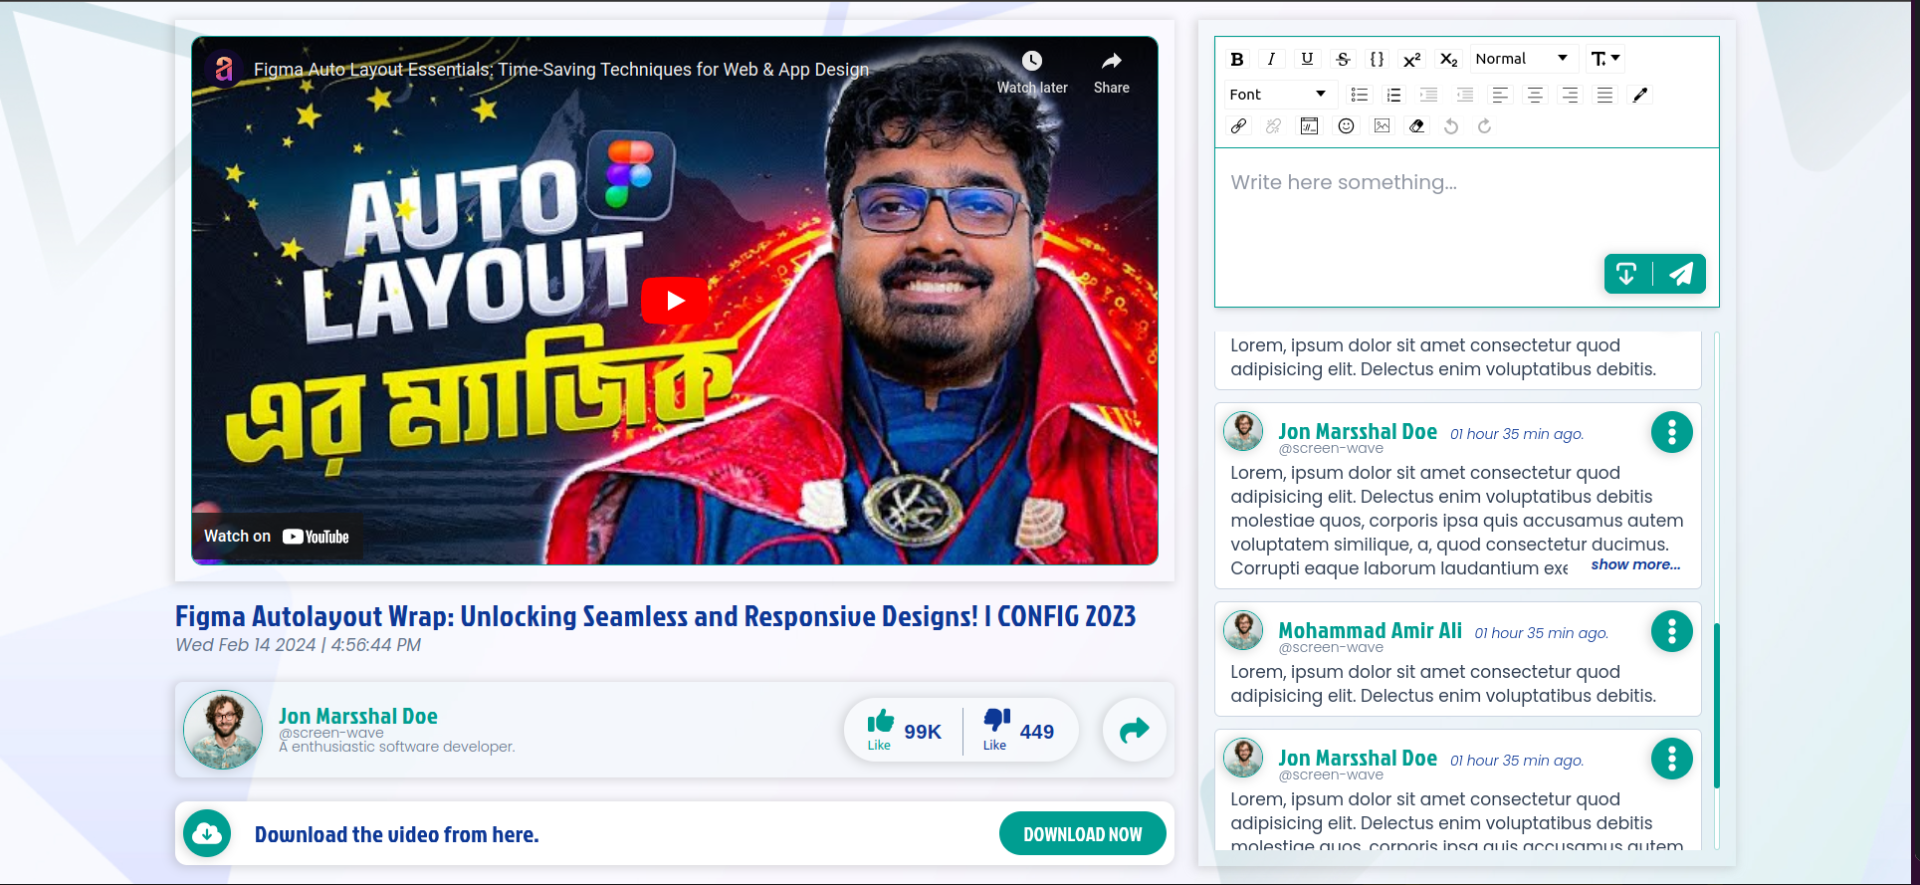 Figma Auto Layout Essentials: Time-Saving Techniques for Web & App Design
Watch later
Share
AUTO
LAYOUT
এর ম্যাজিক
Watch on YouTube
Figma Autolayout Wrap: Unlocking Seamless and Responsive Designs! | CONFIG 2023
Wed Feb 14 2024 | 4:56:44 PM
Jon Marsshal Doe
@screen-wave
A enthusiastic software developer.
Like
99K
Like
449
Download the video from here.
DOWNLOAD NOW
B I U S {} X² X₂ Normal T
Font
Write here something...
Lorem, ipsum dolor sit amet consectetur quod
adipisicing elit. Delectus enim voluptatibus debitis.
Jon Marsshal Doe 01 hour 35 min ago.
@screen-wave
Lorem, ipsum dolor sit amet consectetur quod
adipisicing elit. Delectus enim voluptatibus debitis
molestiae quos, corporis ipsa quis accusamus autem
voluptatem similique, a, quod consectetur ducimus.
Corrupti eaque laborum laudantium exe show more...
Mohammad Amir Ali 01 hour 35 min ago.
@screen-wave
Lorem, ipsum dolor sit amet consectetur quod
adipisicing elit. Delectus enim voluptatibus debitis.
Jon Marsshal Doe 01 hour 35 min ago.
@screen-wave
Lorem, ipsum dolor sit amet consectetur quod
adipisicing elit. Delectus enim voluptatibus debitis
molestiae quos, corporis ipsa quis accusamus autem